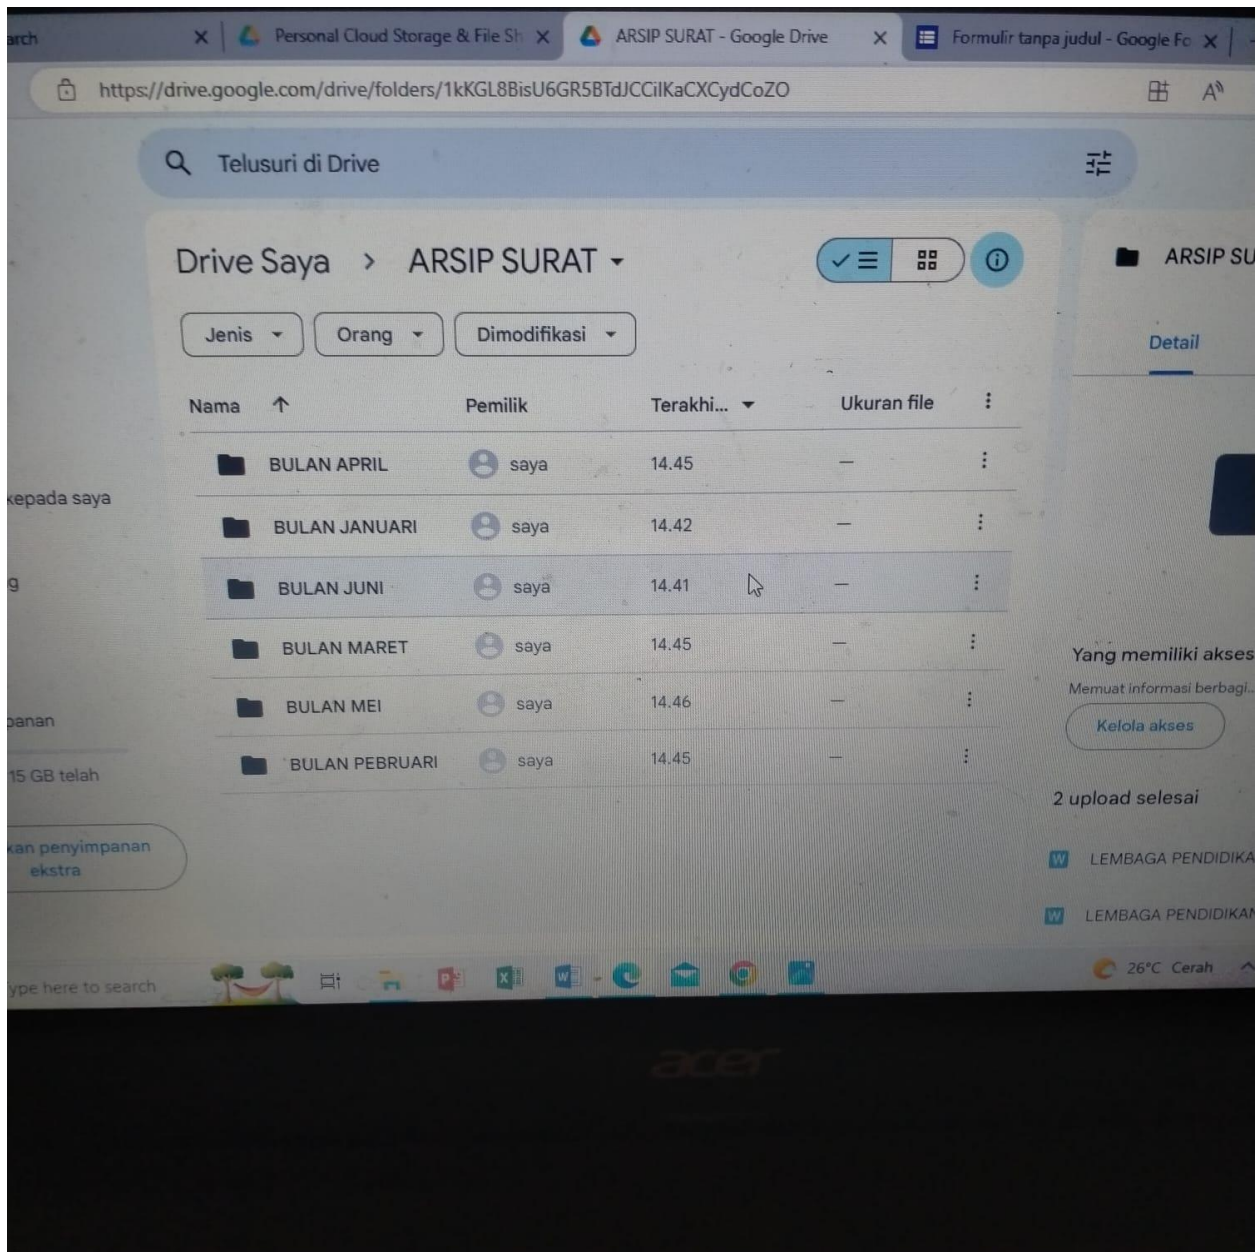 arch
Personal Cloud Storage & File Sh
ARSIP SURAT - Google Drive
Formulir tanpa judul - Google Fo
https://drive.google.com/drive/folders/1kKGL8BisU6GR5BTdJCCilKaCXCydCoZO
Telusuri di Drive
Drive Saya > ARSIP SURAT
ARSIP SU
Jenis Orang Dimodifikasi
Detail
Nama Pemilik Terakhi... Ukuran file
BULAN APRIL saya 14.45 —
kepada saya
BULAN JANUARI saya 14.42 —
g
BULAN JUNI saya 14.41 —
BULAN MARET saya 14.45 —
Yang memiliki akses
Memuat informasi berbagi...
BULAN MEI saya 14.46 —
panan
Kelola akses
BULAN PEBRUARI saya 14.45 —
15 GB telah
2 upload selesai
kan penyimpanan
ekstra
LEMBAGA PENDIDIKA
LEMBAGA PENDIDIKAN
ype here to search
26°C Cerah
acer